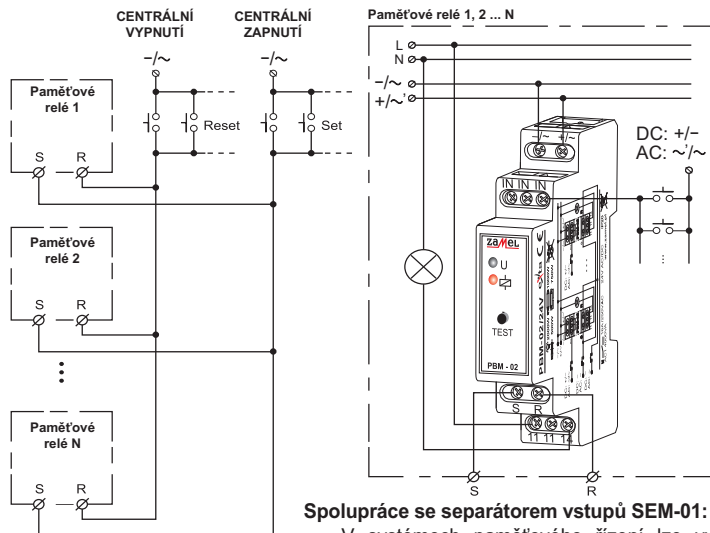 CENTRÁLNÍ
VYPNUTÍ
CENTRÁLNÍ
ZAPNUTÍ
−/~
−/~
Reset
Set
Paměťové
relé 1
S
R
Paměťové
relé 2
S
R
Paměťové
relé N
S
R
Paměťové relé 1, 2 ... N
L
N
−/~
+/~
DC: +/−
AC: ~/~
−/~ +/~
IN IN IN
ZAMEL
U
TEST
PBM - 02
PBM-02/24V exta CE
S R
11 11 14
S
R
Spolupráce se separátorem vstupů SEM-01: